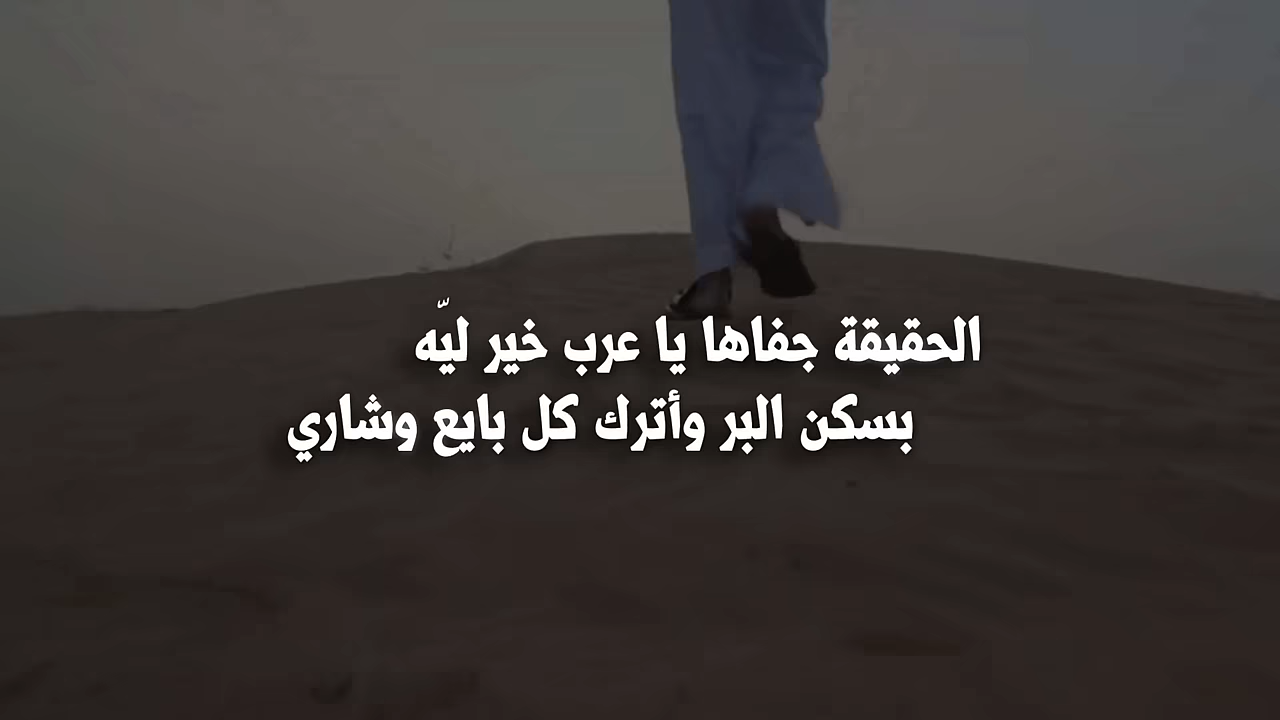 الحقيقة جفاها يا عرب خير ليّه
بسكن البر وأترك كل بايع وشاري